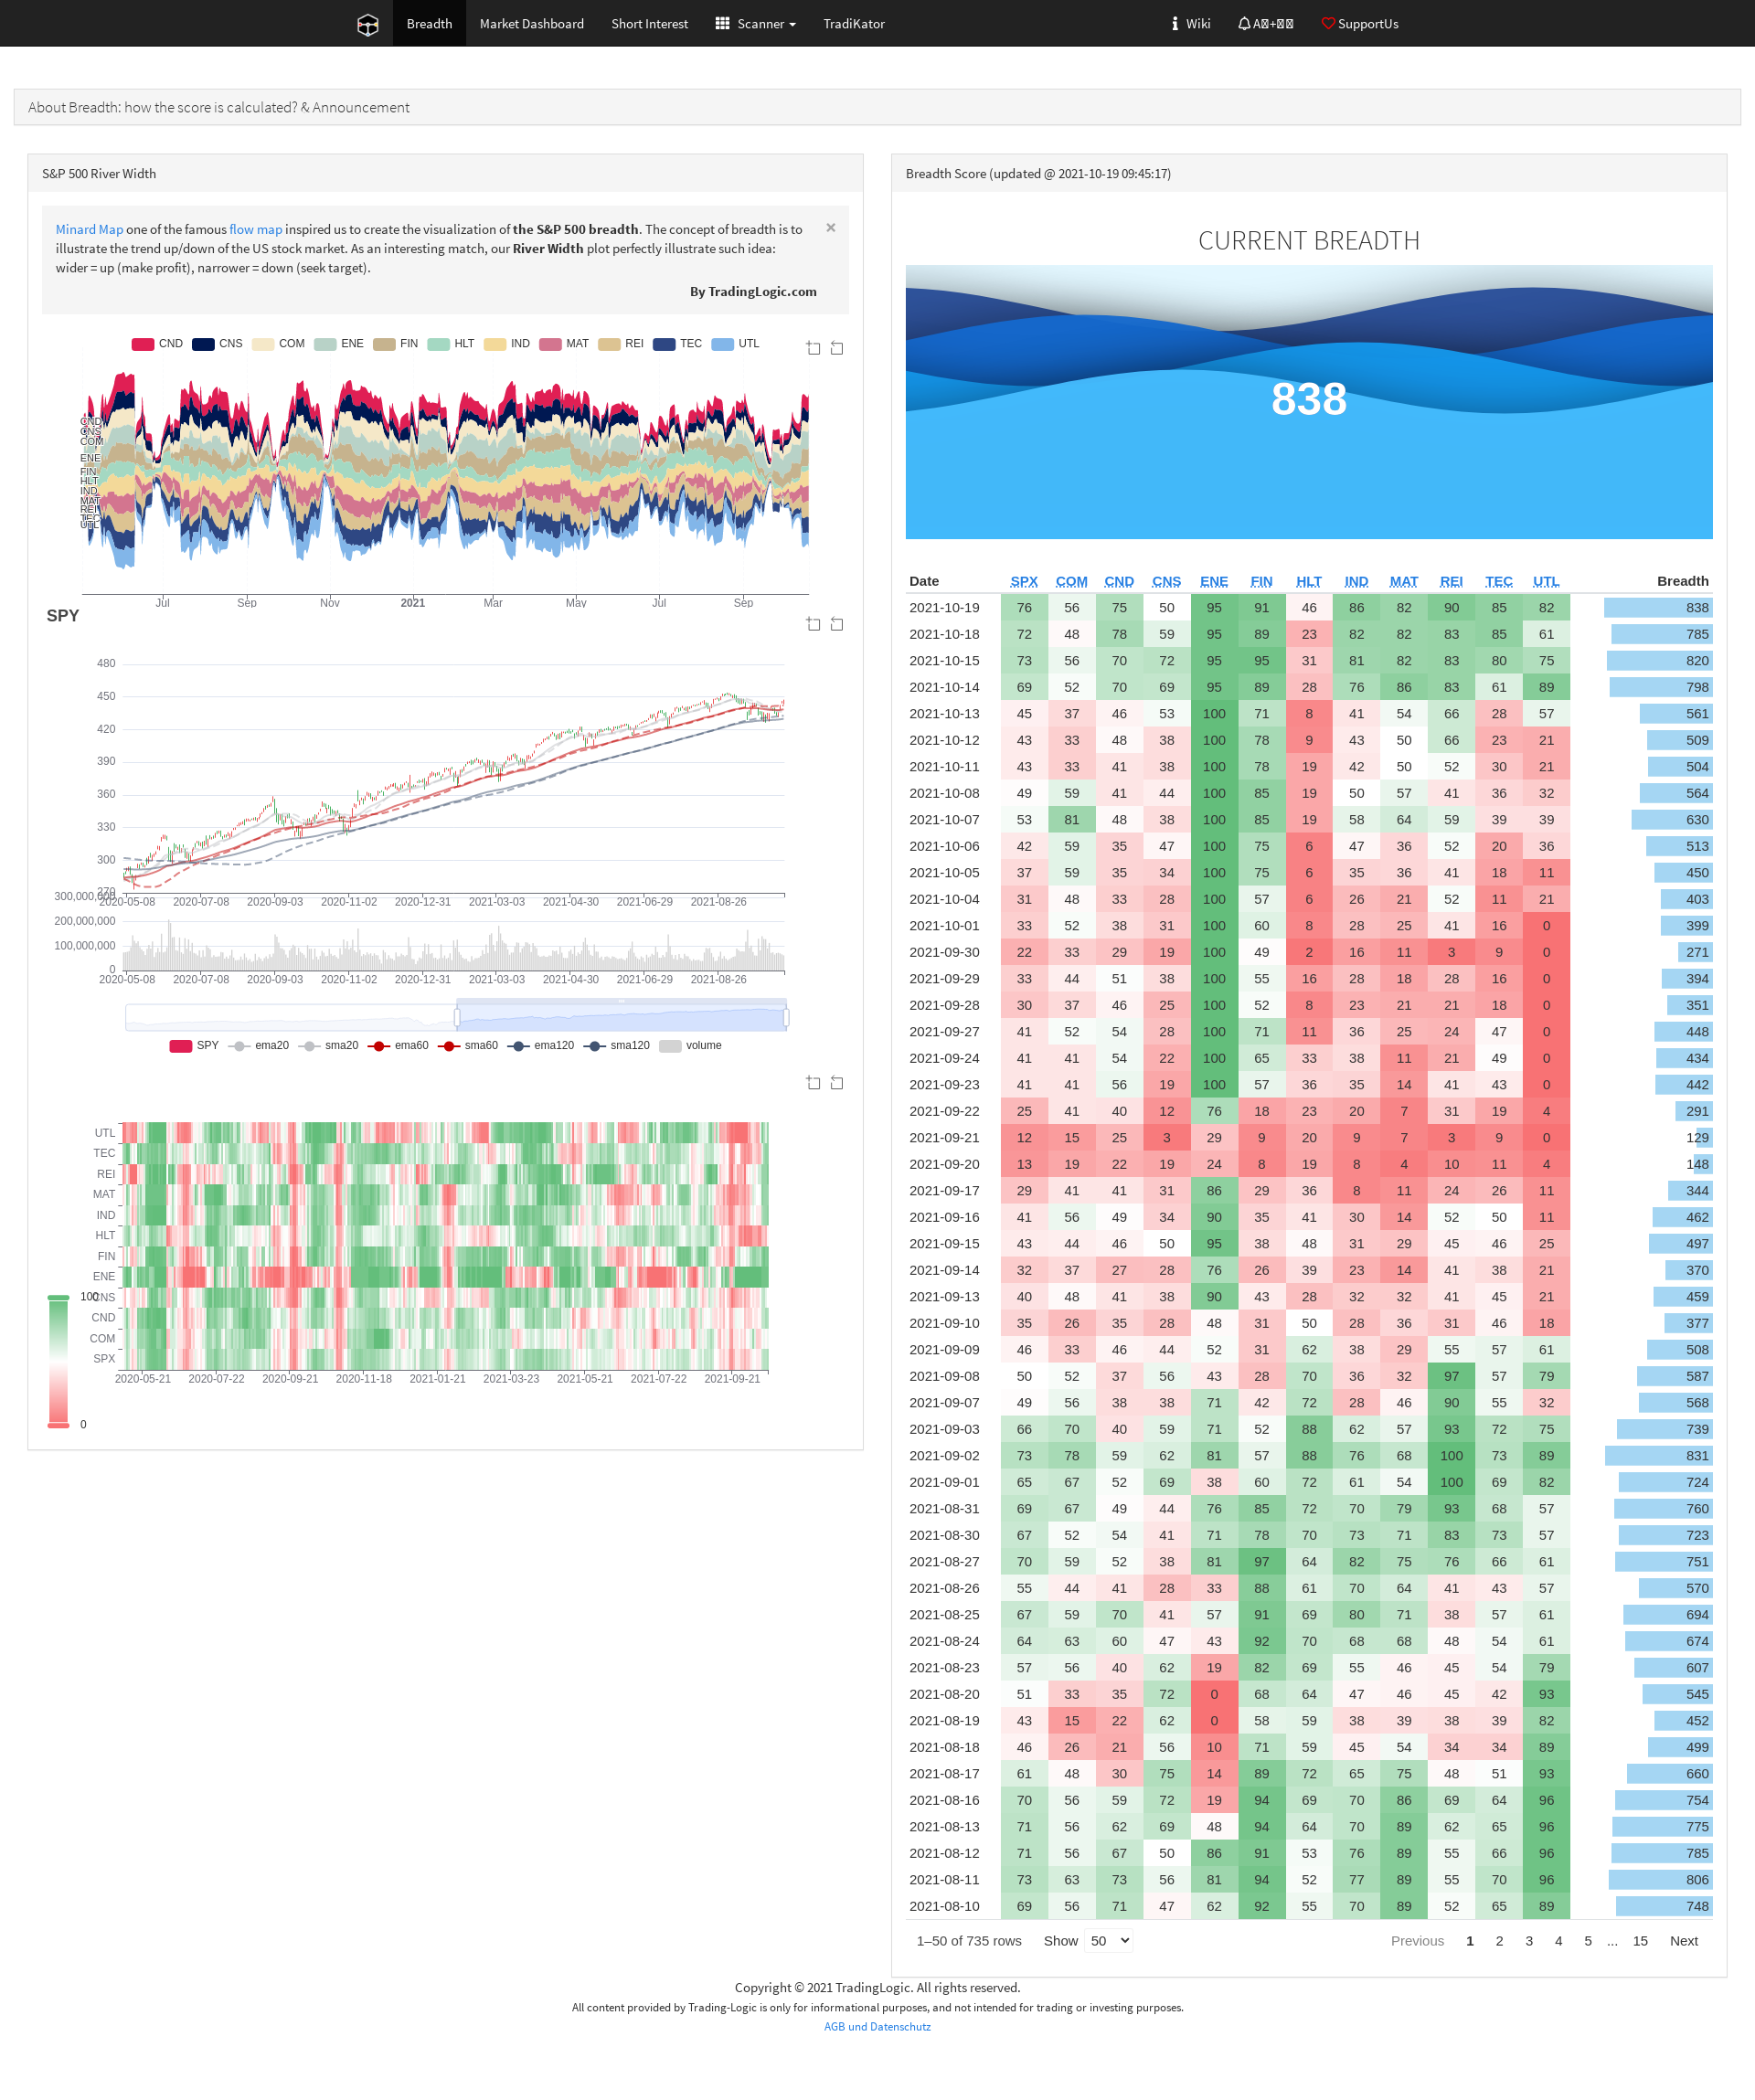 Breadth Market Dashboard Short Interest Scanner TradiKator Wiki SupportUs
About Breadth: how the score is calculated? & Announcement
S&P 500 River Width
Minard Map one of the famous flow map inspired us to create the visualization of the S&P 500 breadth. The concept of breadth is to
illustrate the trend up/down of the US stock market. As an interesting match, our River Width plot perfectly illustrate such idea:
wider = up (make profit), narrower = down (seek target).
×
By TradingLogic.com
CND CNS COM ENE FIN HLT IND MAT REI TEC UTL
CND
CNS
COM
ENE
FIN
HLT
IND
MAT
REI
TEC
UTL
Jul Sep Nov 2021 Mar May Jul Sep
SPY
480
450
420
390
360
330
300
270
2020-05-08 2020-07-08 2020-09-03 2020-11-02 2020-12-31 2021-03-03 2021-04-30 2021-06-29 2021-08-26
300,000,000
200,000,000
100,000,000
0
2020-05-08 2020-07-08 2020-09-03 2020-11-02 2020-12-31 2021-03-03 2021-04-30 2021-06-29 2021-08-26
SPY ema20 sma20 ema60 sma60 ema120 sma120 volume
UTL
TEC
REI
MAT
IND
HLT
FIN
ENE
CNS
CND
COM
SPX
2020-05-21 2020-07-22 2020-09-21 2020-11-18 2021-01-21 2021-03-23 2021-05-21 2021-07-22 2021-09-21
100
0
Breadth Score (updated @ 2021-10-19 09:45:17)
CURRENT BREADTH
838
Date SPX COM CND CNS ENE FIN HLT IND MAT REI TEC UTL Breadth
2021-10-19 76 56 75 50 95 91 46 86 82 90 85 82 838
2021-10-18 72 48 78 59 95 89 23 82 82 83 85 61 785
2021-10-15 73 56 70 72 95 95 31 81 82 83 80 75 820
2021-10-14 69 52 70 69 95 89 28 76 86 83 61 89 798
2021-10-13 45 37 46 53 100 71 8 41 54 66 28 57 561
2021-10-12 43 33 48 38 100 78 9 43 50 66 23 21 509
2021-10-11 43 33 41 38 100 78 19 42 50 52 30 21 504
2021-10-08 49 59 41 44 100 85 19 50 57 41 36 32 564
2021-10-07 53 81 48 38 100 85 19 58 64 59 39 39 630
2021-10-06 42 59 35 47 100 75 6 47 36 52 20 36 513
2021-10-05 37 59 35 34 100 75 6 35 36 41 18 11 450
2021-10-04 31 48 33 28 100 57 6 26 21 52 11 21 403
2021-10-01 33 52 38 31 100 60 8 28 25 41 16 0 399
2021-09-30 22 33 29 19 100 49 2 16 11 3 9 0 271
2021-09-29 33 44 51 38 100 55 16 28 18 28 16 0 394
2021-09-28 30 37 46 25 100 52 8 23 21 21 18 0 351
2021-09-27 41 52 54 28 100 71 11 36 25 24 47 0 448
2021-09-24 41 41 54 22 100 65 33 38 11 21 49 0 434
2021-09-23 41 41 56 19 100 57 36 35 14 41 43 0 442
2021-09-22 25 41 40 12 76 18 23 20 7 31 19 4 291
2021-09-21 12 15 25 3 29 9 20 9 7 3 9 0 129
2021-09-20 13 19 22 19 24 8 19 8 4 10 11 4 148
2021-09-17 29 41 41 31 86 29 36 8 11 24 26 11 344
2021-09-16 41 56 49 34 90 35 41 30 14 52 50 11 462
2021-09-15 43 44 46 50 95 38 48 31 29 45 46 25 497
2021-09-14 32 37 27 28 76 26 39 23 14 41 38 21 370
2021-09-13 40 48 41 38 90 43 28 32 32 41 45 21 459
2021-09-10 35 26 35 28 48 31 50 28 36 31 46 18 377
2021-09-09 46 33 46 44 52 31 62 38 29 55 57 61 508
2021-09-08 50 52 37 56 43 28 70 36 32 97 57 79 587
2021-09-07 49 56 38 38 71 42 72 28 46 90 55 32 568
2021-09-03 66 70 40 59 71 52 88 62 57 93 72 75 739
2021-09-02 73 78 59 62 81 57 88 76 68 100 73 89 831
2021-09-01 65 67 52 69 38 60 72 61 54 100 69 82 724
2021-08-31 69 67 49 44 76 85 72 70 79 93 68 57 760
2021-08-30 67 52 54 41 71 78 70 73 71 83 73 57 723
2021-08-27 70 59 52 38 81 97 64 82 75 76 66 61 751
2021-08-26 55 44 41 28 33 88 61 70 64 41 43 57 570
2021-08-25 67 59 70 41 57 91 69 80 71 38 57 61 694
2021-08-24 64 63 60 47 43 92 70 68 68 48 54 61 674
2021-08-23 57 56 40 62 19 82 69 55 46 45 54 79 607
2021-08-20 51 33 35 72 0 68 64 47 46 45 42 93 545
2021-08-19 43 15 22 62 0 58 59 38 39 38 39 82 452
2021-08-18 46 26 21 56 10 71 59 45 54 34 34 89 499
2021-08-17 61 48 30 75 14 89 72 65 75 48 51 93 660
2021-08-16 70 56 59 72 19 94 69 70 86 69 64 96 754
2021-08-13 71 56 62 69 48 94 64 70 89 62 65 96 775
2021-08-12 71 56 67 50 86 91 53 76 89 55 66 96 785
2021-08-11 73 63 73 56 81 94 52 77 89 55 70 96 806
2021-08-10 69 56 71 47 62 92 55 70 89 52 65 89 748
1–50 of 735 rows Show 50 Previous 1 2 3 4 5 ... 15 Next
Copyright © 2021 TradingLogic. All rights reserved.
All content provided by Trading-Logic is only for informational purposes, and not intended for trading or investing purposes.
AGB und Datenschutz